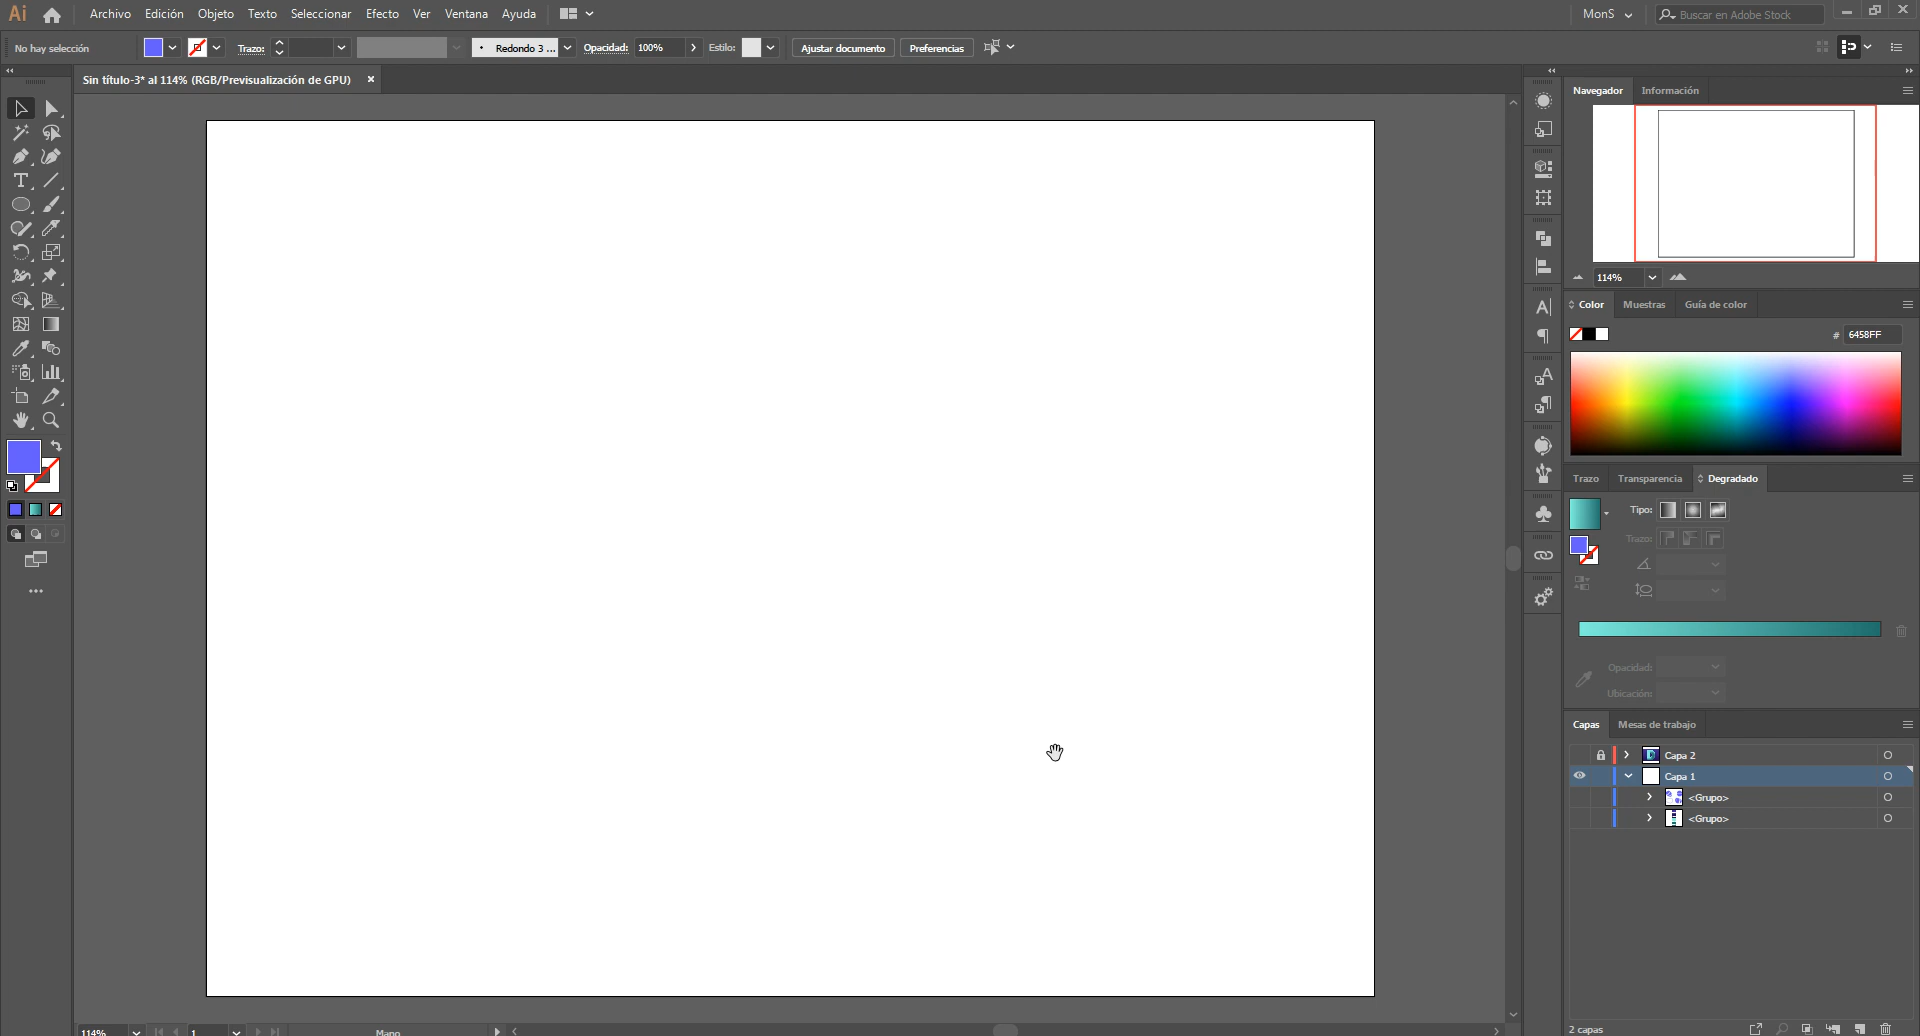 Ai Archivo Edición Objeto Texto Seleccionar Efecto Ver Ventana Ayuda MonS Buscar en Adobe Stock
No hay selección Trazo: Redondo 3 ... Opacidad: 100% Estilo: Ajustar documento Preferencias
Sin título-3* al 114% (RGB/Previsualización de GPU)
Navegador Información
114%
Color Muestras Guía de color
# 6458FF
Trazo Transparencia Degradado
Tipo:
Trazo:
Opacidad:
Ubicación:
Capas Mesas de trabajo
Capa 2
Capa 1
<Grupo>
<Grupo>
2 capas
114% 1 Mano